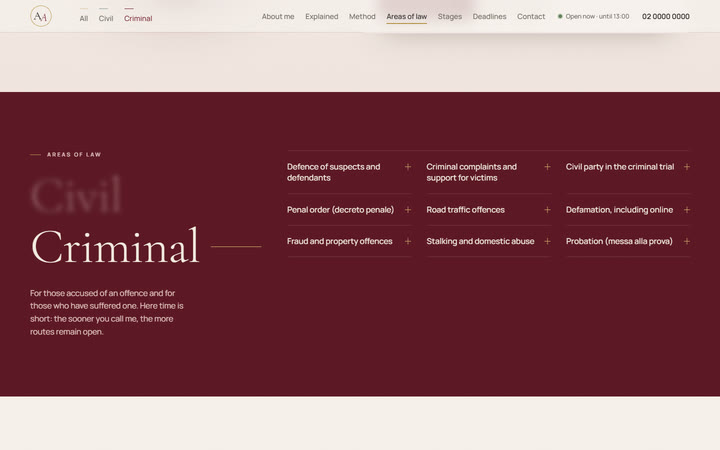 AA
All Civil Criminal
About me Explained Method Areas of law Stages Deadlines Contact
Open now · until 13:00
02 0000 0000
AREAS OF LAW
Civil
Criminal
For those accused of an offence and for
those who have suffered one. Here time is
short: the sooner you call me, the more
routes remain open.
Defence of suspects and
defendants
Criminal complaints and
support for victims
Civil party in the criminal trial
Penal order (decreto penale)
Road traffic offences
Defamation, including online
Fraud and property offences
Stalking and domestic abuse
Probation (messa alla prova)